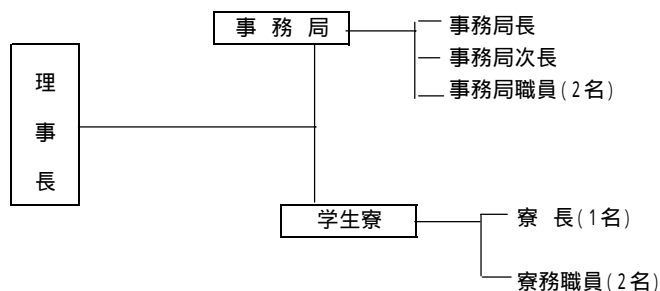 事 務 局
事務局長
事務局次長
事務局職員(2名)
理
事
長
学生寮
寮 長(1名)
寮務職員(2名)